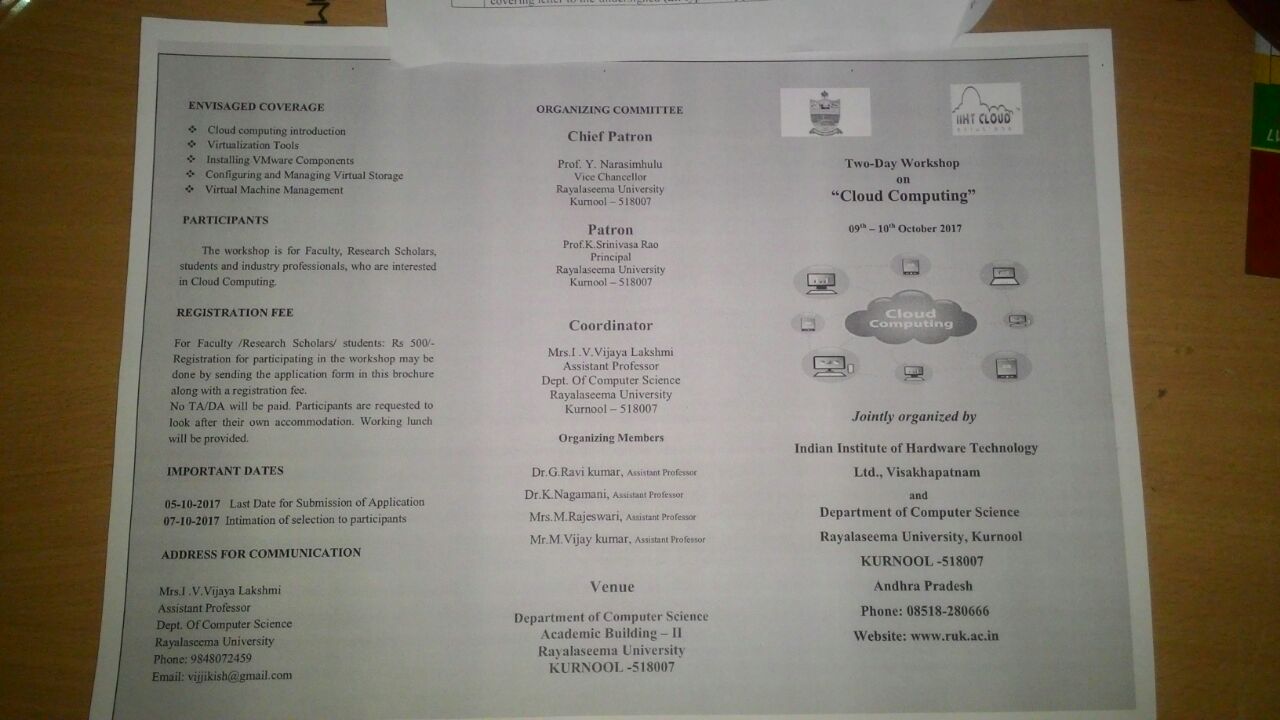 covering letter to the undersigned
ENVISAGED COVERAGE
❖ Cloud computing introduction
❖ Virtualization Tools
❖ Installing VMware Components
❖ Configuring and Managing Virtual Storage
❖ Virtual Machine Management
PARTICIPANTS
The workshop is for Faculty, Research Scholars,
students and industry professionals, who are interested
in Cloud Computing.
REGISTRATION FEE
For Faculty /Research Scholars/ students: Rs 500/-
Registration for participating in the workshop may be
done by sending the application form in this brochure
along with a registration fee.
No TA/DA will be paid. Participants are requested to
look after their own accommodation. Working lunch
will be provided.
IMPORTANT DATES
05-10-2017 Last Date for Submission of Application
07-10-2017 Intimation of selection to participants
ADDRESS FOR COMMUNICATION
Mrs.I .V.Vijaya Lakshmi
Assistant Professor
Dept. Of Computer Science
Rayalaseema University
Phone: 9848072459
Email: vijjikish@gmail.com
ORGANIZING COMMITTEE
Chief Patron
Prof. Y. Narasimhulu
Vice Chancellor
Rayalaseema University
Kurnool – 518007
Patron
Prof.K.Srinivasa Rao
Principal
Rayalaseema University
Kurnool – 518007
Coordinator
Mrs.I .V.Vijaya Lakshmi
Assistant Professor
Dept. Of Computer Science
Rayalaseema University
Kurnool – 518007
Organizing Members
Dr.G.Ravi kumar, Assistant Professor
Dr.K.Nagamani, Assistant Professor
Mrs.M.Rajeswari, Assistant Professor
Mr.M.Vijay kumar, Assistant Professor
Venue
Department of Computer Science
Academic Building – II
Rayalaseema University
KURNOOL -518007
IIHT CLOUD
Two-Day Workshop
on
“Cloud Computing”
09th – 10th October 2017
Cloud
Computing
Jointly organized by
Indian Institute of Hardware Technology
Ltd., Visakhapatnam
and
Department of Computer Science
Rayalaseema University, Kurnool
KURNOOL -518007
Andhra Pradesh
Phone: 08518-280666
Website: www.ruk.ac.in